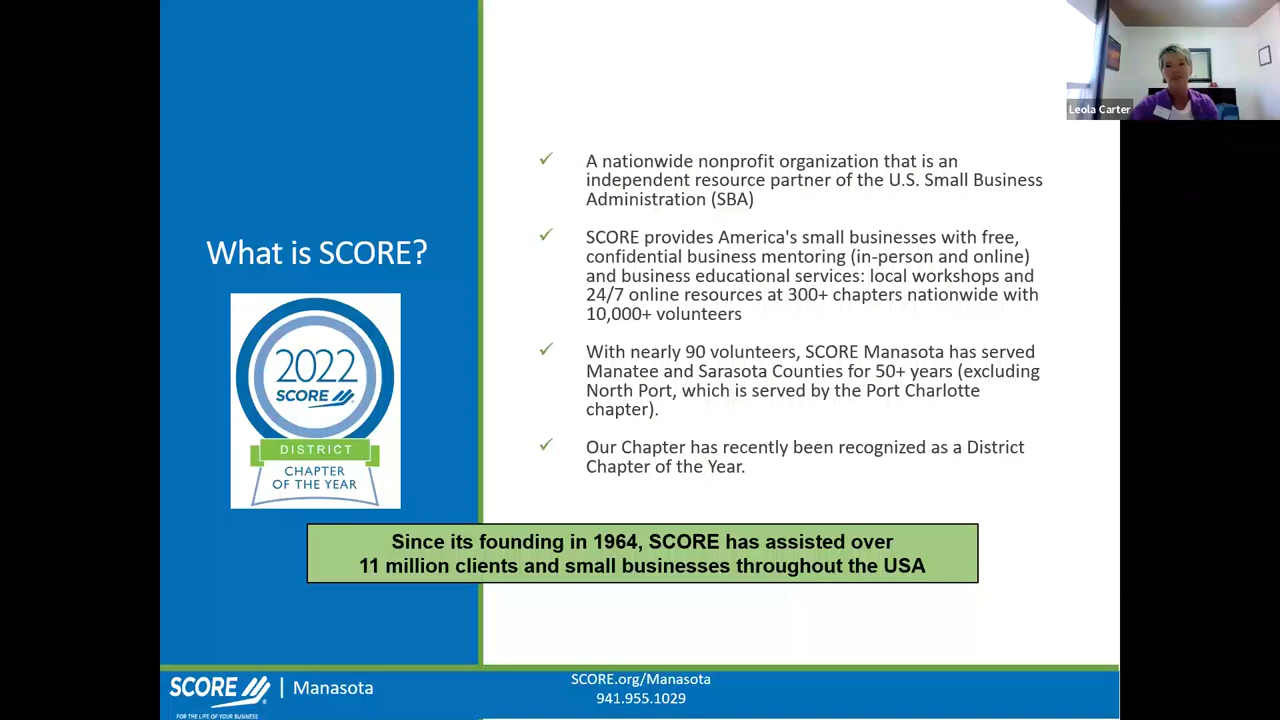 Leola Carter
What is SCORE?
2022
SCORE
DISTRICT
CHAPTER
OF THE YEAR
A nationwide nonprofit organization that is an
independent resource partner of the U.S. Small Business
Administration (SBA)
SCORE provides America's small businesses with free,
confidential business mentoring (in-person and online)
and business educational services: local workshops and
24/7 online resources at 300+ chapters nationwide with
10,000+ volunteers
With nearly 90 volunteers, SCORE Manasota has served
Manatee and Sarasota Counties for 50+ years (excluding
North Port, which is served by the Port Charlotte
chapter).
Our Chapter has recently been recognized as a District
Chapter of the Year.
Since its founding in 1964, SCORE has assisted over
11 million clients and small businesses throughout the USA
SCORE | Manasota
FOR THE LIFE OF YOUR BUSINESS
SCORE.org/Manasota
941.955.1029